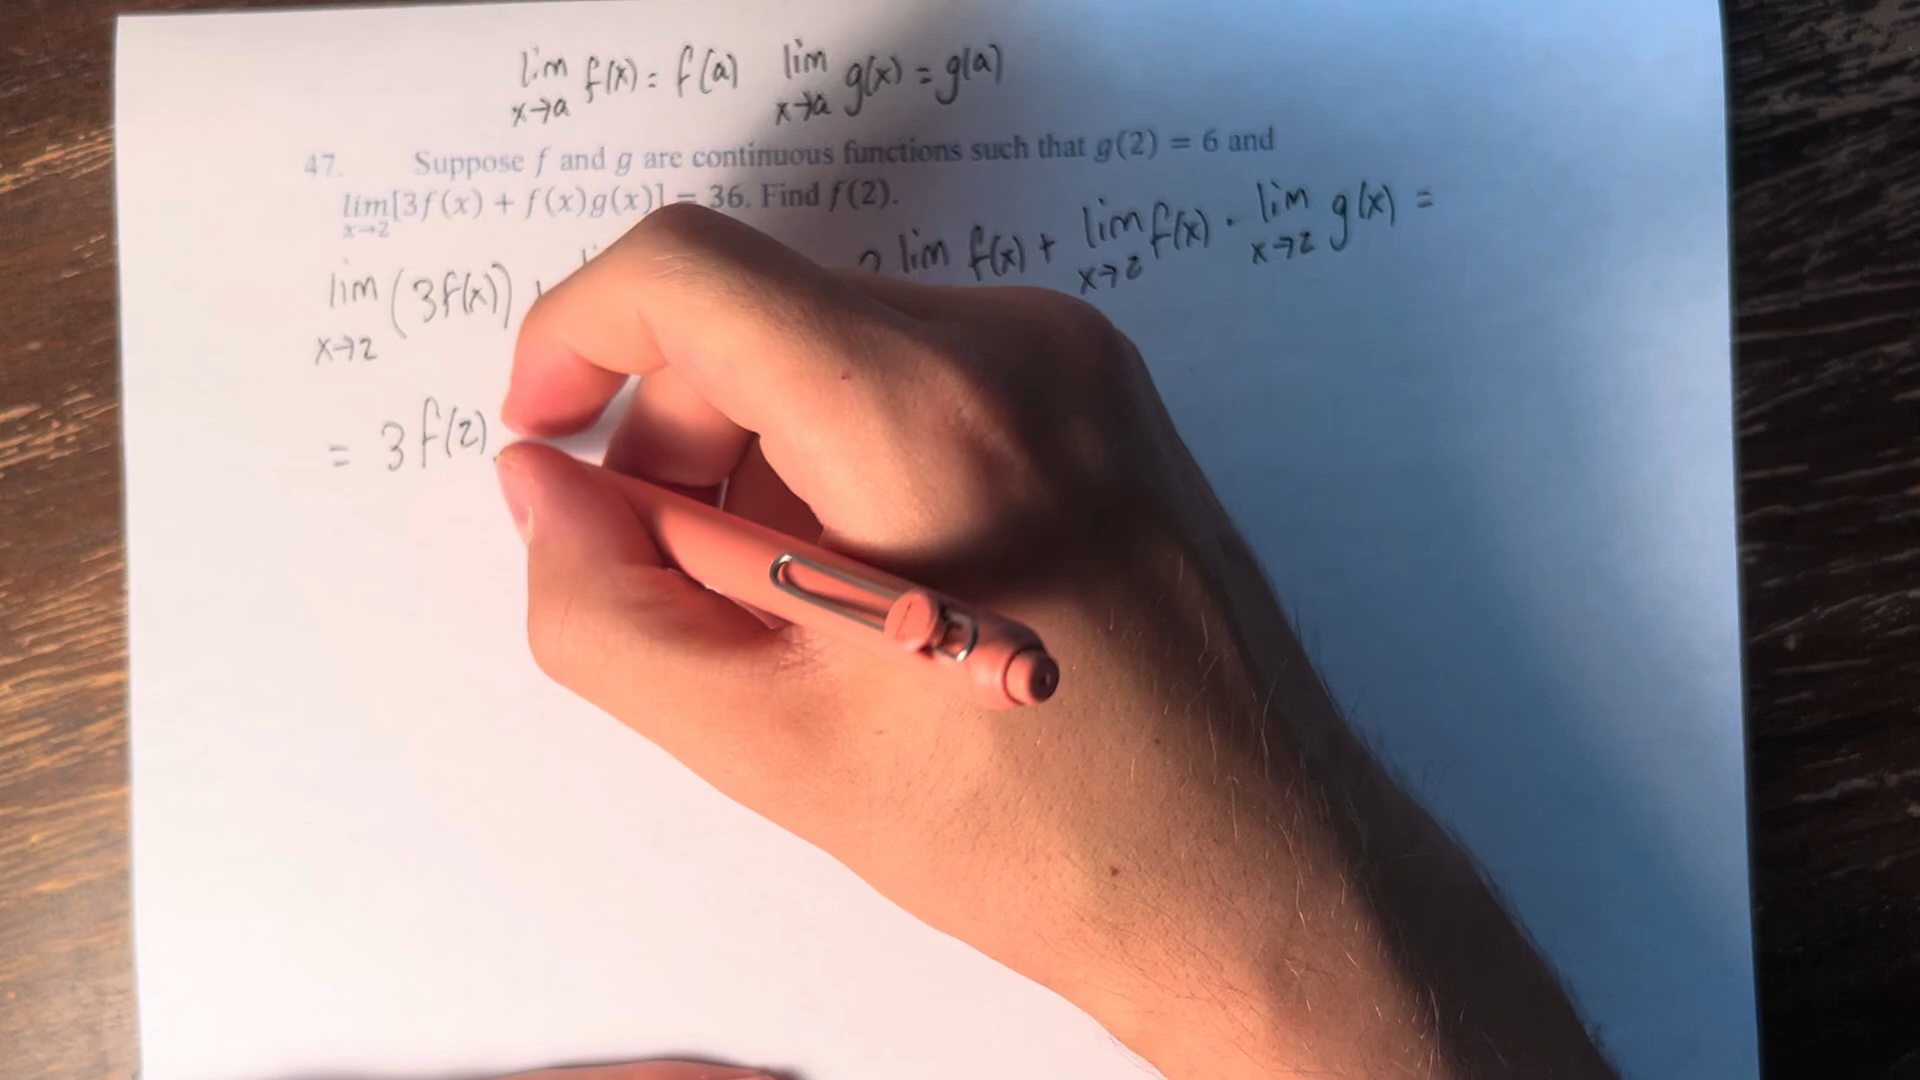 lim f(x) = f(a) lim g(x) = g(a)
x→a x→a
47. Suppose f and g are continuous functions such that g(2) = 6 and
lim[3f(x) + f(x)g(x)] = 36. Find f(2).
x→2
lim (3f(x)) lim f(x) + lim f(x) · lim g(x) =
x→2 x→2 x→2
= 3f(2)